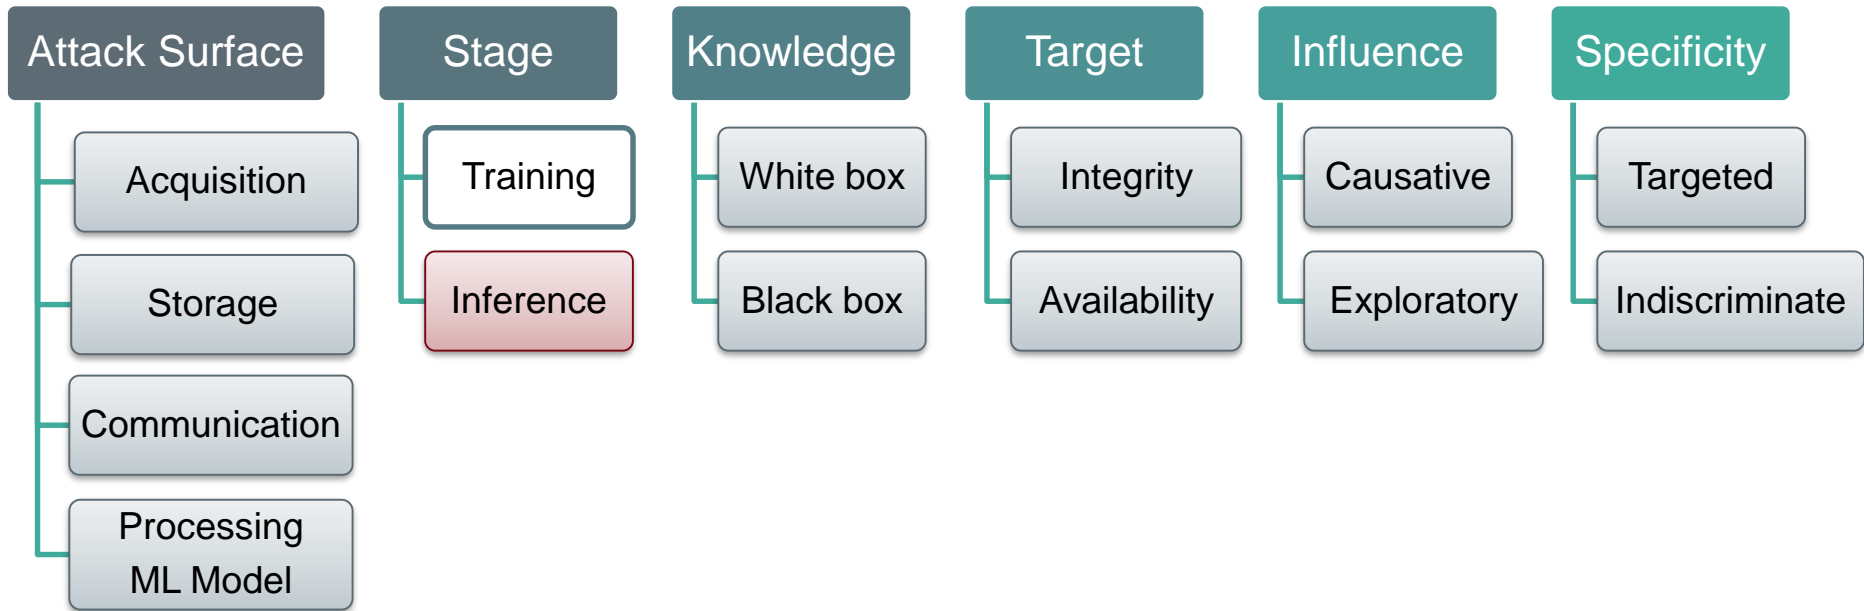 Attack Surface
Acquisition
Storage
Communication
Processing
ML Model
Stage
Training
Inference
Knowledge
White box
Black box
Target
Integrity
Availability
Influence
Causative
Exploratory
Specificity
Targeted
Indiscriminate